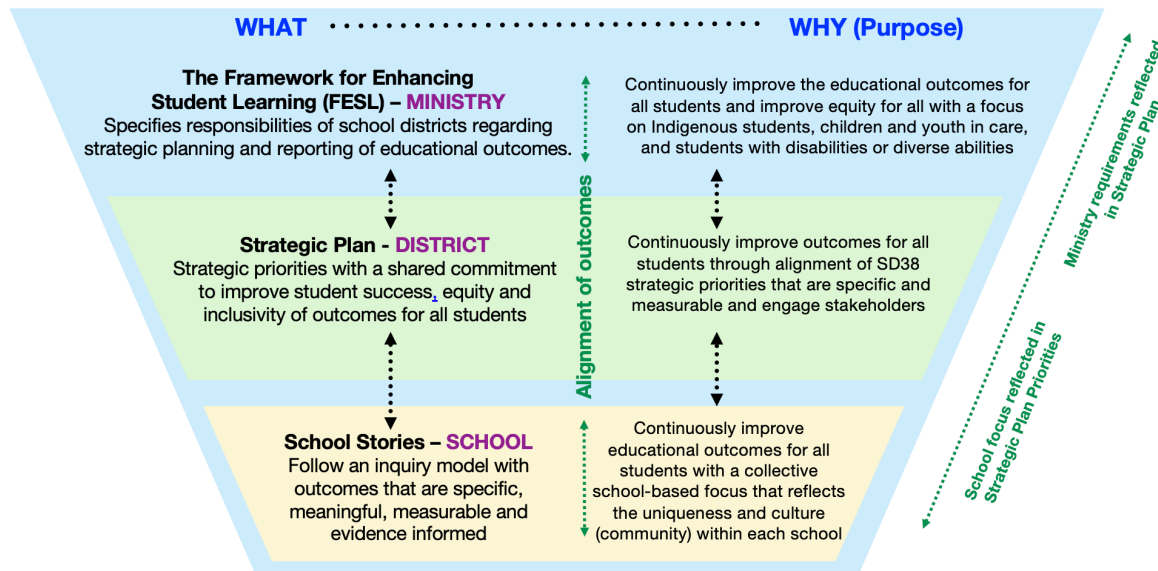 WHAT
WHY (Purpose)
The Framework for Enhancing
Student Learning (FESL) – MINISTRY
Specifies responsibilities of school districts regarding
strategic planning and reporting of educational outcomes.
Continuously improve the educational outcomes for
all students and improve equity for all with a focus
on Indigenous students, children and youth in care,
and students with disabilities or diverse abilities
Strategic Plan - DISTRICT
Strategic priorities with a shared commitment
to improve student success, equity and
inclusivity of outcomes for all students
Continuously improve outcomes for all
students through alignment of SD38
strategic priorities that are specific and
measurable and engage stakeholders
School Stories – SCHOOL
Follow an inquiry model with
outcomes that are specific,
meaningful, measurable and
evidence informed
Continuously improve
educational outcomes for all
students with a collective
school-based focus that reflects
the uniqueness and culture
(community) within each school
Alignment of outcomes
Ministry requirements reflected
in Strategic Plan
School focus reflected in
Strategic Plan Priorities